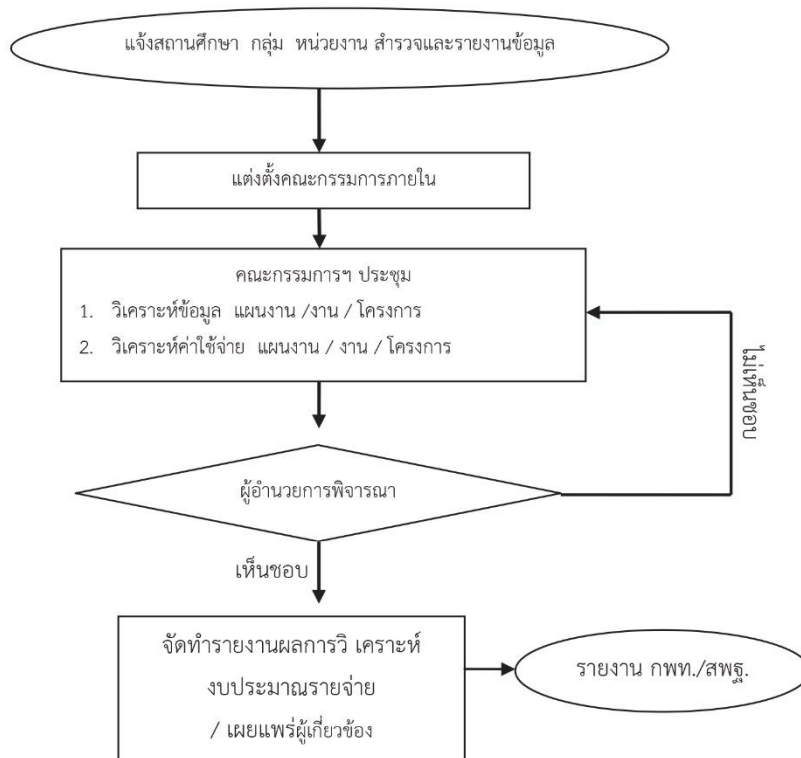 แจ้งสถานศึกษา กลุ่ม หน่วยงาน สำรวจและรายงานข้อมูล
แต่งตั้งคณะกรรมการภายใน
คณะกรรมการฯ ประชุม
1. วิเคราะห์ข้อมูล แผนงาน /งาน / โครงการ
2. วิเคราะห์ค่าใช้จ่าย แผนงาน / งาน / โครงการ
ไม่เห็นชอบ
ผู้อำนวยการพิจารณา
เห็นชอบ
จัดทำรายงานผลการวิ เคราะห์
งบประมาณรายจ่าย
/ เผยแพร่ผู้เกี่ยวข้อง
รายงาน กพท./สพฐ.